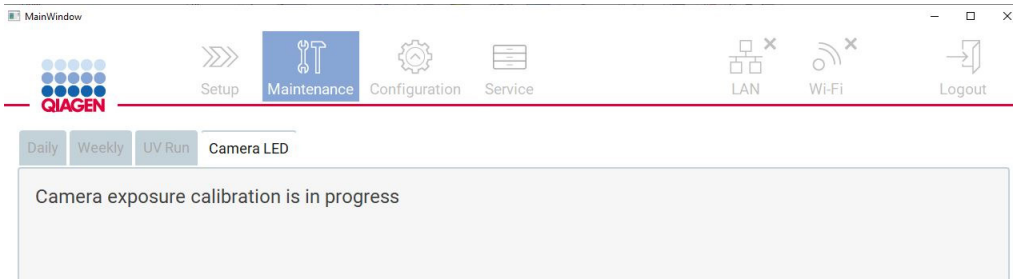 MainWindow
Setup Maintenance Configuration Service LAN Wi-Fi Logout
QIAGEN
Daily Weekly UV Run Camera LED
Camera exposure calibration is in progress